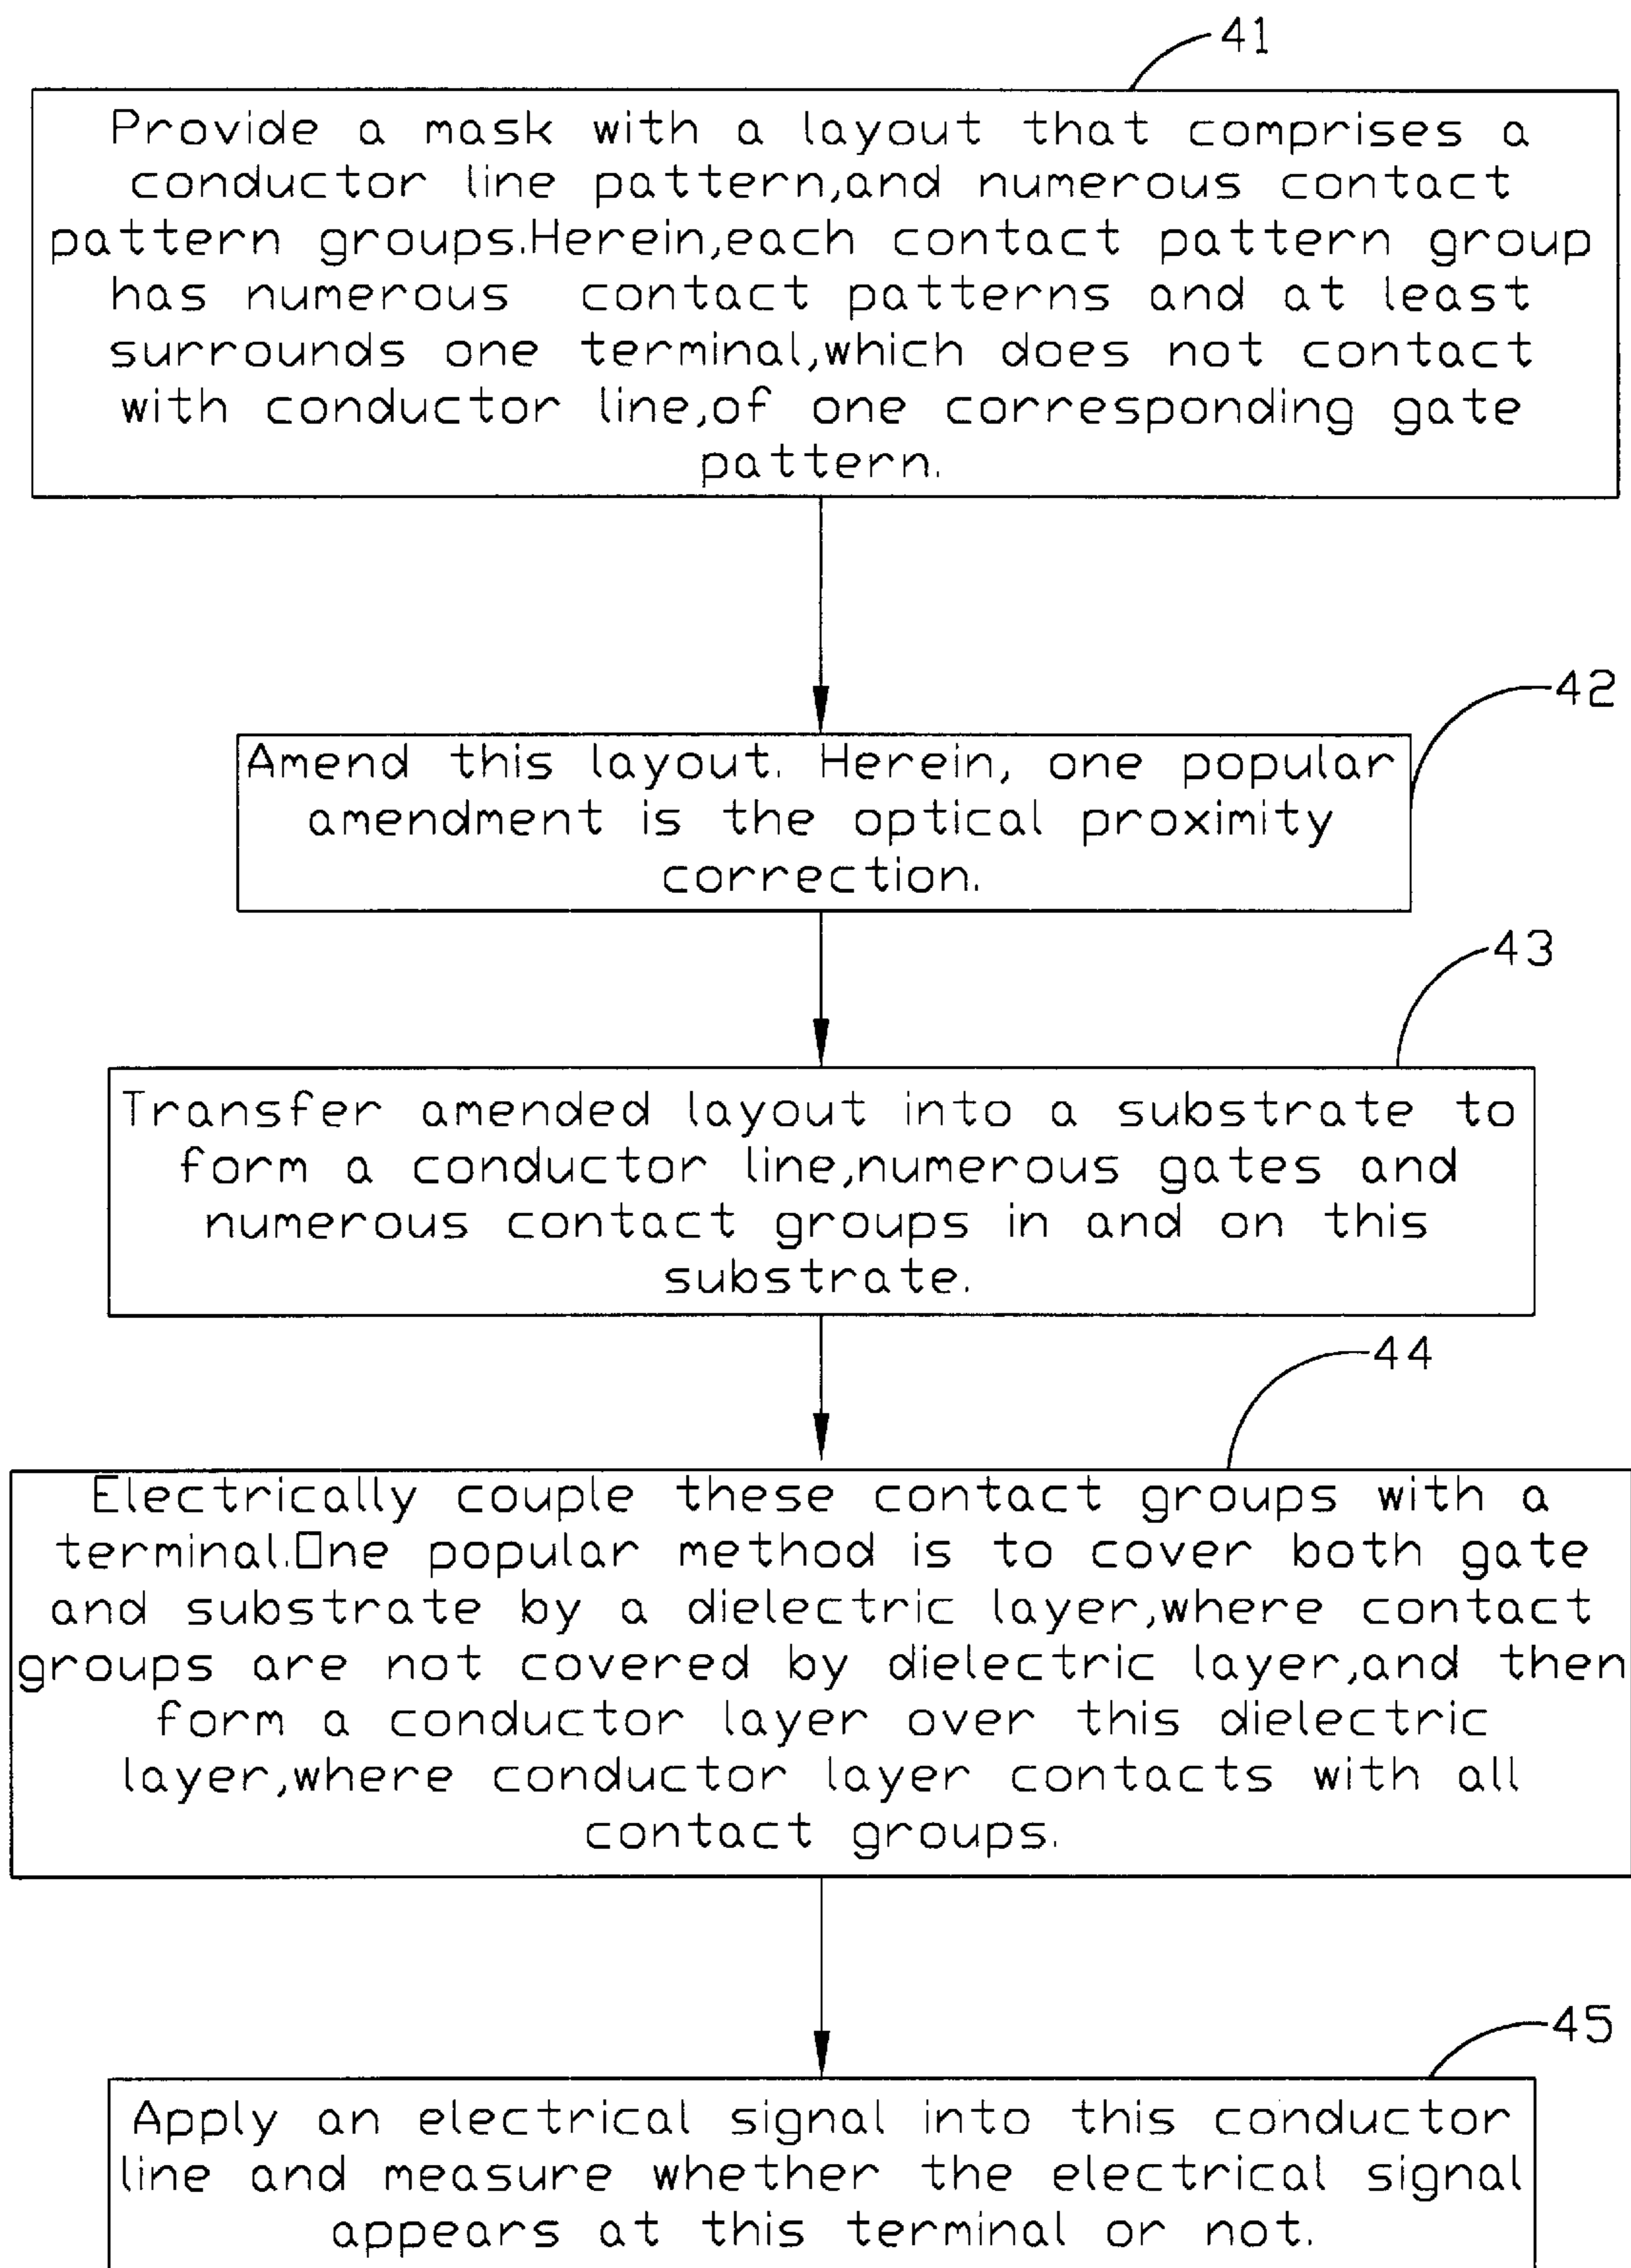 41
Provide a mask with a layout that comprises a
conductor line pattern,and numerous contact
pattern groups.Herein,each contact pattern group
has numerous contact patterns and at least
surrounds one terminal,which does not contact
with conductor line,of one corresponding gate
pattern.
42
Amend this layout. Herein, one popular
amendment is the optical proximity
correction.
43
Transfer amended layout into a substrate to
form a conductor line,numerous gates and
numerous contact groups in and on this
substrate.
44
Electrically couple these contact groups with a
terminal.One popular method is to cover both gate
and substrate by a dielectric layer,where contact
groups are not covered by dielectric layer,and then
form a conductor layer over this dielectric
layer,where conductor layer contacts with all
contact groups.
45
Apply an electrical signal into this conductor
line and measure whether the electrical signal
appears at this terminal or not.